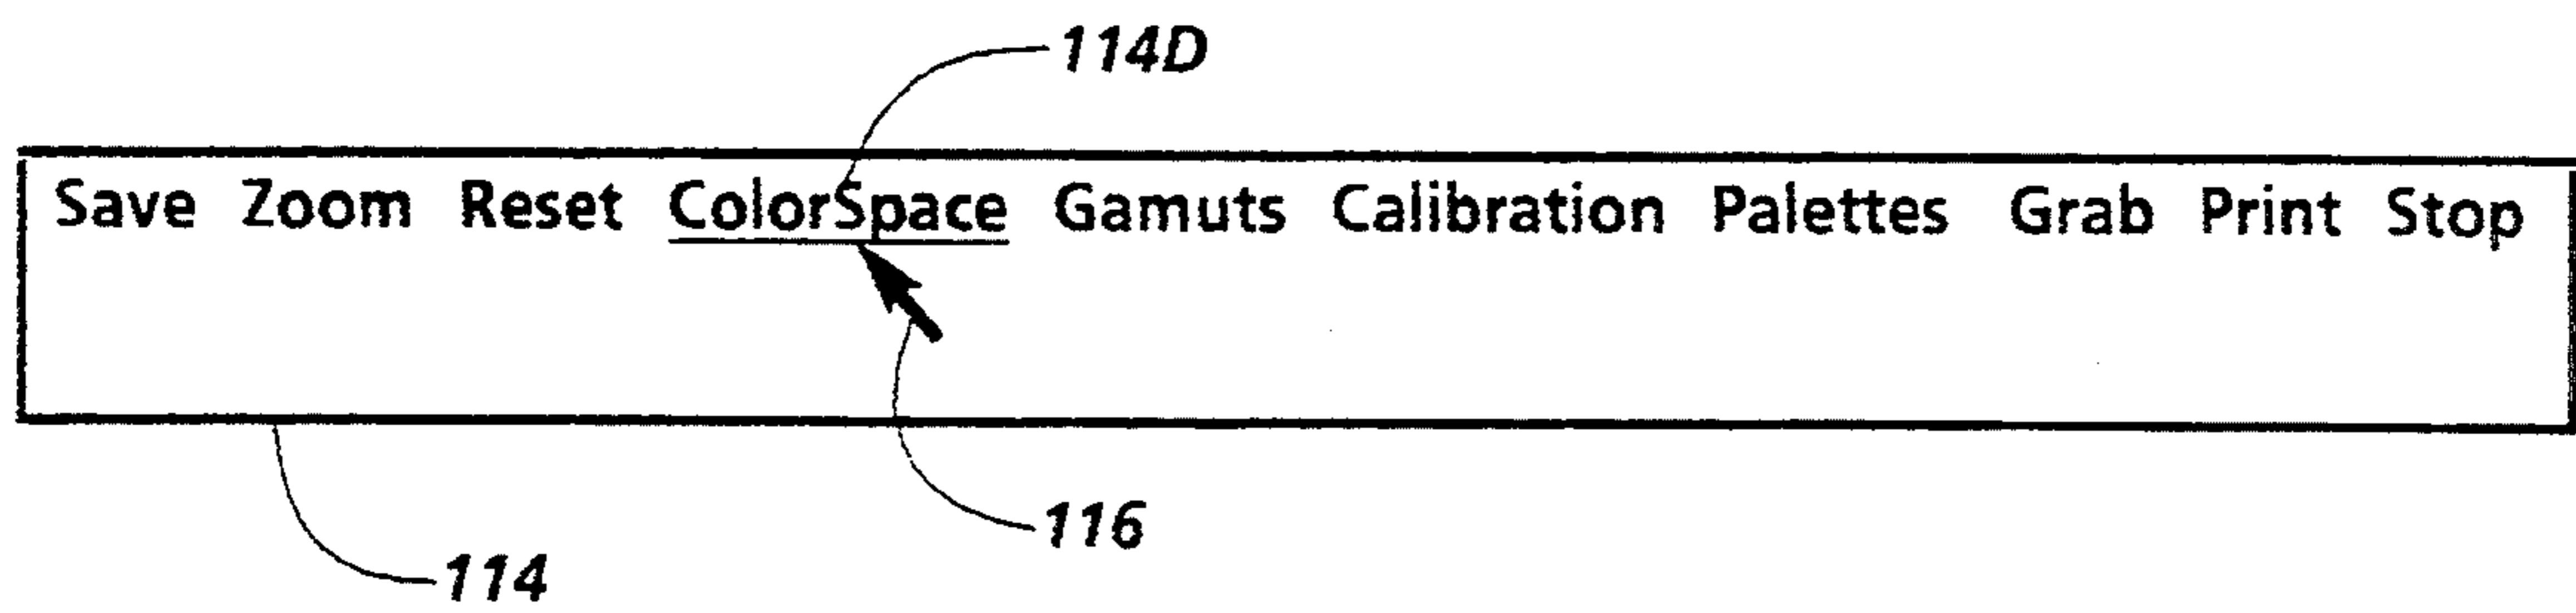 114D
Save Zoom Reset ColorSpace Gamuts Calibration Palettes Grab Print Stop
116
114